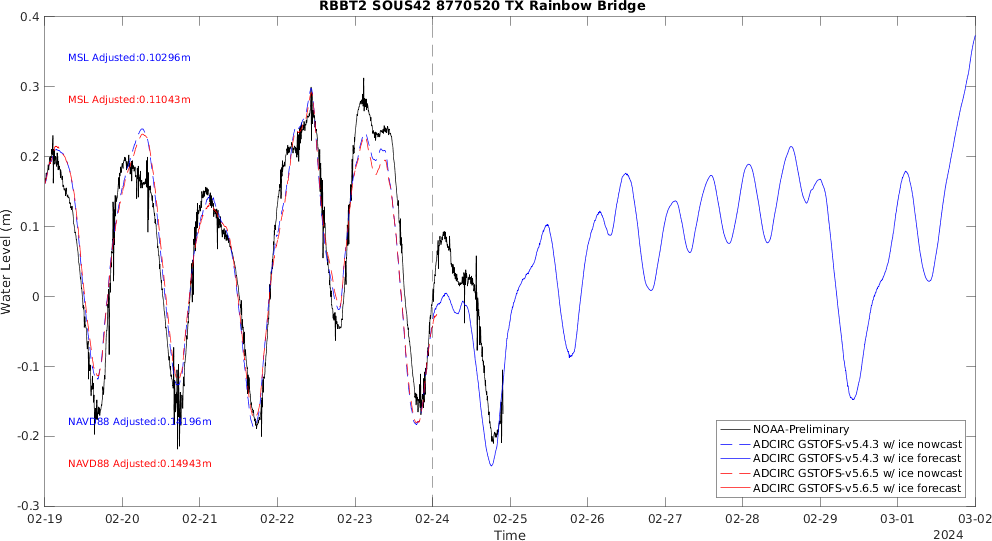 RBBT2 SOUS42 8770520 TX Rainbow Bridge
0.4
0.3
0.2
0.1
0
-0.1
-0.2
-0.3
Water Level (m)
MSL Adjusted:0.10296m
MSL Adjusted:0.11043m
NAVD88 Adjusted:0.14196m
NAVD88 Adjusted:0.14943m
NOAA-Preliminary
ADCIRC GSTOFS-v5.4.3 w/ ice nowcast
ADCIRC GSTOFS-v5.4.3 w/ ice forecast
ADCIRC GSTOFS-v5.6.5 w/ ice nowcast
ADCIRC GSTOFS-v5.6.5 w/ ice forecast
02-19 02-20 02-21 02-22 02-23 02-24 02-25 02-26 02-27 02-28 02-29 03-01 03-02
Time
2024